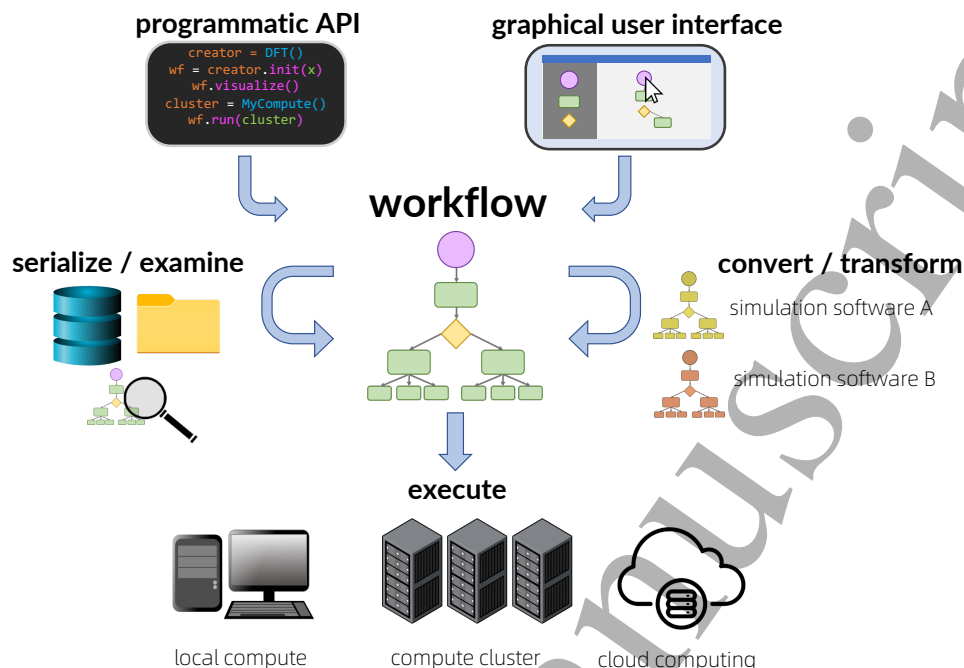 programmatic API
graphical user interface
creator = DFT()
wf = creator.init(x)
wf.visualize()
cluster = MyCompute()
wf.run(cluster)
workflow
serialize / examine
convert / transform
simulation software A
simulation software B
execute
local compute
compute cluster
cloud computing
nuscrip